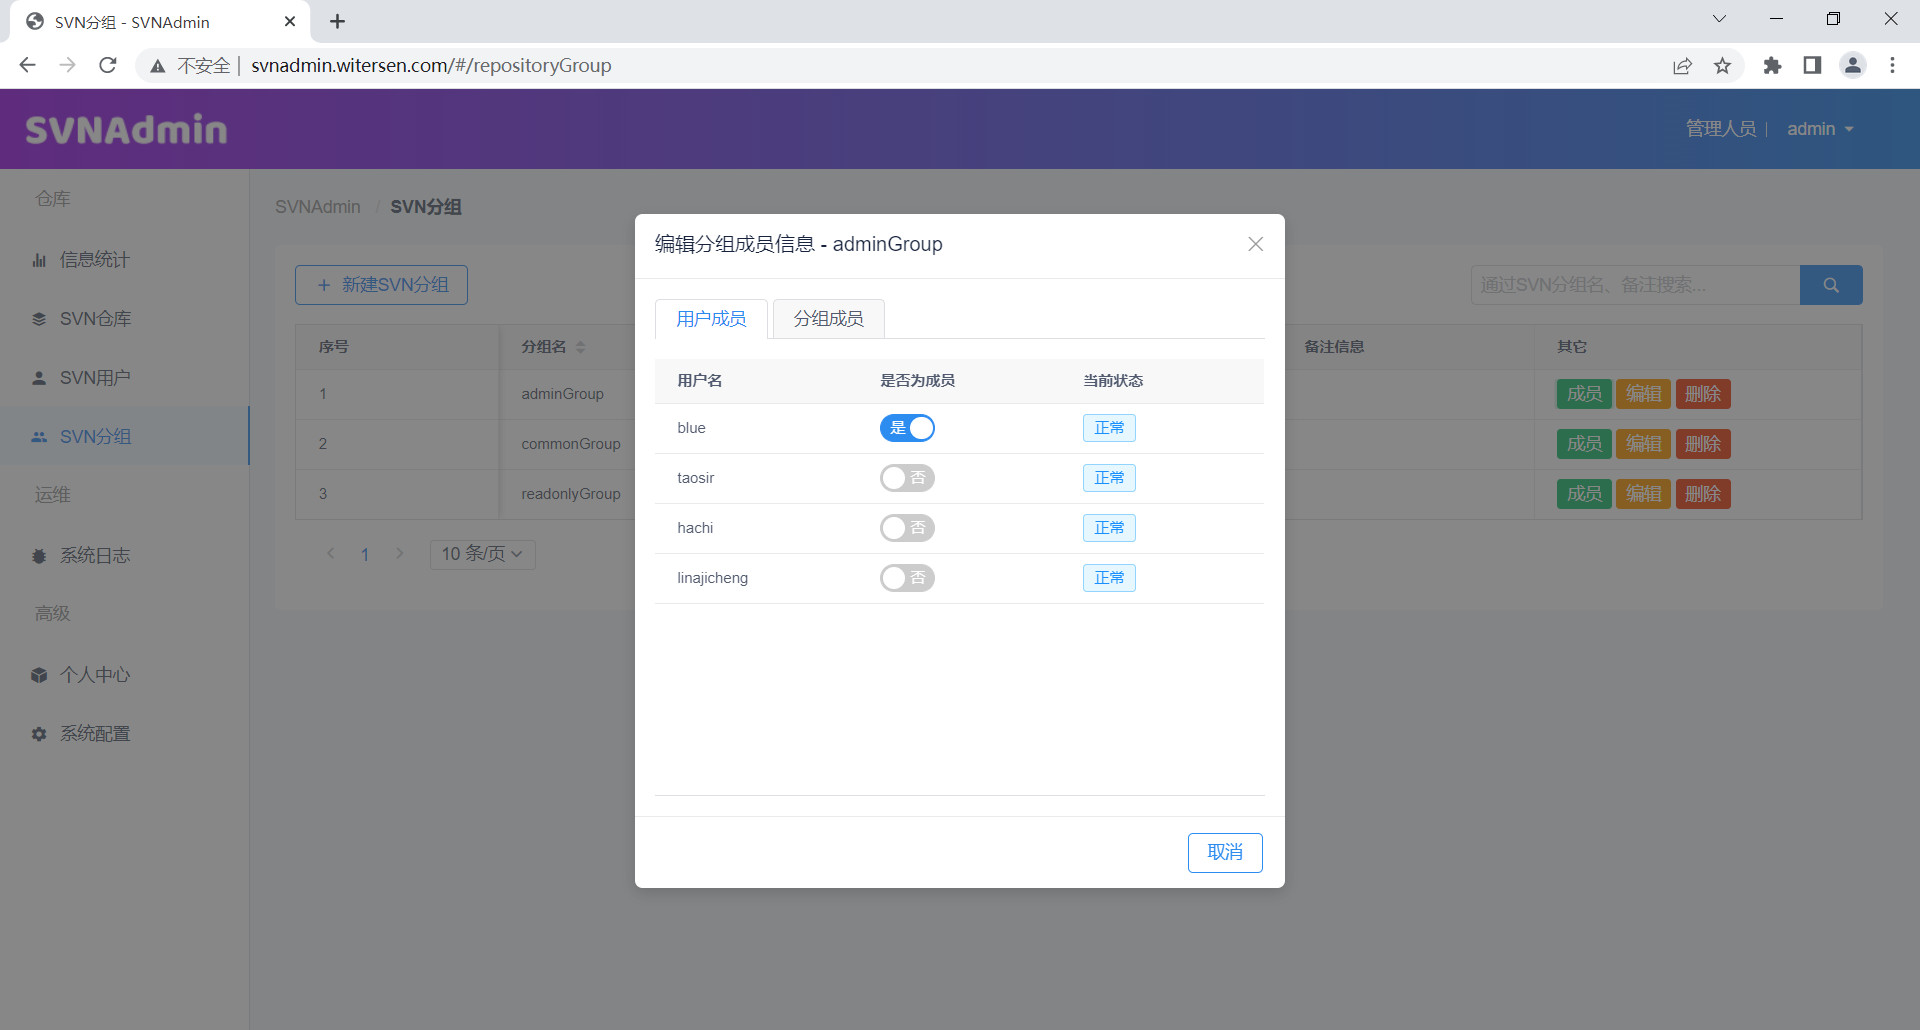 SVN分组 - SVNAdmin
不安全 | svnadmin.witersen.com/#/repositoryGroup
SVNAdmin
管理人员 | admin
仓库
信息统计
SVN仓库
SVN用户
SVN分组
运维
系统日志
高级
个人中心
系统配置
SVNAdmin / SVN分组
+ 新建SVN分组
通过SVN分组名、备注搜索...
序号 分组名 备注信息 其它
1 adminGroup 成员 编辑 删除
2 commonGroup 成员 编辑 删除
3 readonlyGroup 成员 编辑 删除
1 10 条/页
编辑分组成员信息 - adminGroup
用户成员 分组成员
用户名 是否为成员 当前状态
blue 是 正常
taosir 否 正常
hachi 否 正常
linajicheng 否 正常
取消